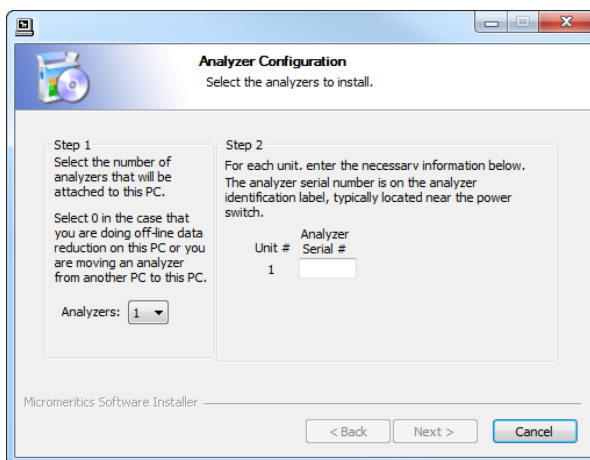 Analyzer Configuration
Select the analyzers to install.
Step 1
Select the number of
analyzers that will be
attached to this PC.
Select 0 in the case that
you are doing off-line data
reduction on this PC or you
are moving an analyzer
from another PC to this PC.
Analyzers: 1
Step 2
For each unit. enter the necessary information below.
The analyzer serial number is on the analyzer
identification label, typically located near the power
switch.
Analyzer
Unit # Serial #
1
Micromeritics Software Installer
< Back Next > Cancel